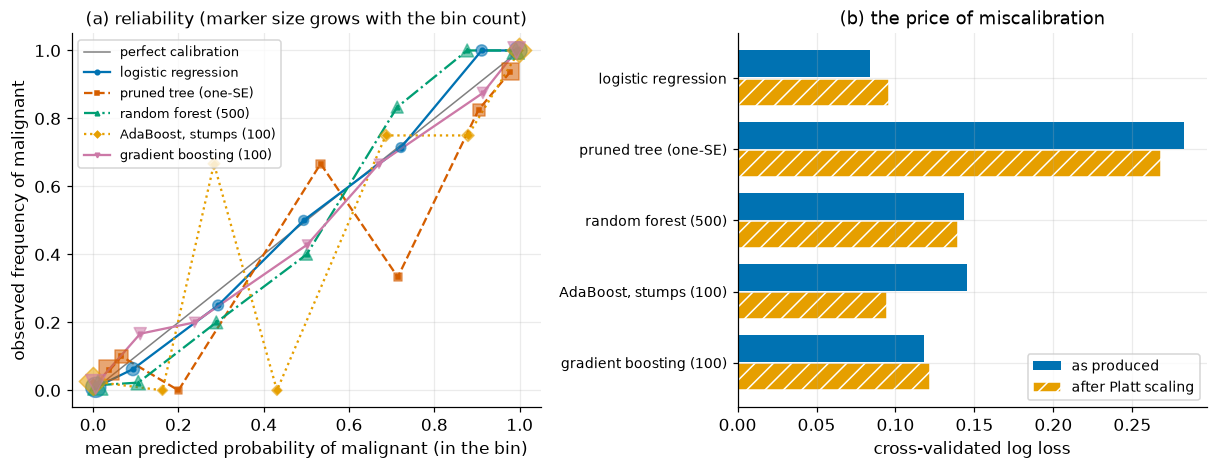 (a) reliability (marker size grows with the bin count)
observed frequency of malignant
1.0
0.8
0.6
0.4
0.2
0.0
perfect calibration
logistic regression
pruned tree (one-SE)
random forest (500)
AdaBoost, stumps (100)
gradient boosting (100)
0.0 0.2 0.4 0.6 0.8 1.0
mean predicted probability of malignant (in the bin)
(b) the price of miscalibration
logistic regression
pruned tree (one-SE)
random forest (500)
AdaBoost, stumps (100)
gradient boosting (100)
as produced
after Platt scaling
0.00 0.05 0.10 0.15 0.20 0.25
cross-validated log loss